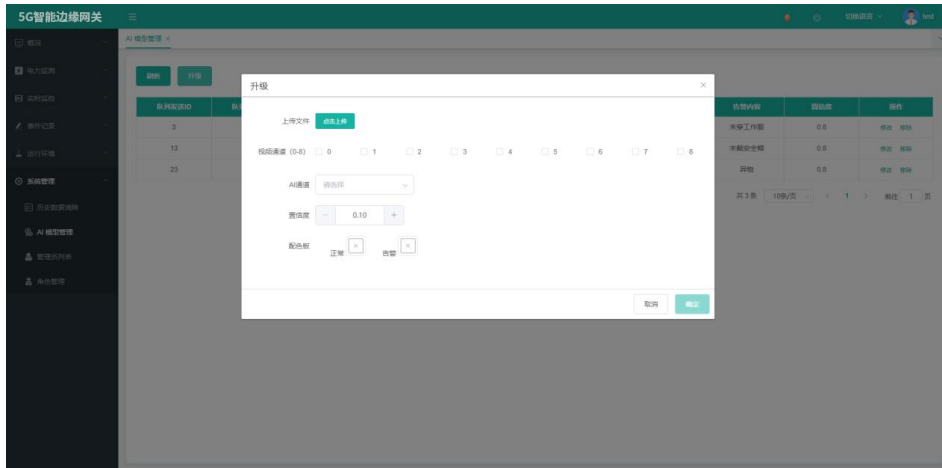 5G智能边缘网关
切换语言
test
概况
AI 模型管理 ×
电力监测
刷新 升级
实时监控
升级
队列发送ID
告警内容 置信度 操作
事件记录
上传文件 点击上传
3 未穿工作服 0.8 修改 移除
运行环境
视频通道 (0-8) 0 1 2 3 4 5 6 7 8
13 未戴安全帽 0.8 修改 移除
23 异物 0.8 修改 移除
系统管理
AI通道 请选择
共 3 条 10条/页 1 前往 1 页
历史数据清除
置信度 - 0.10 +
AI 模型管理
配色板 正常 告警
管理员列表
角色管理
取消 确定